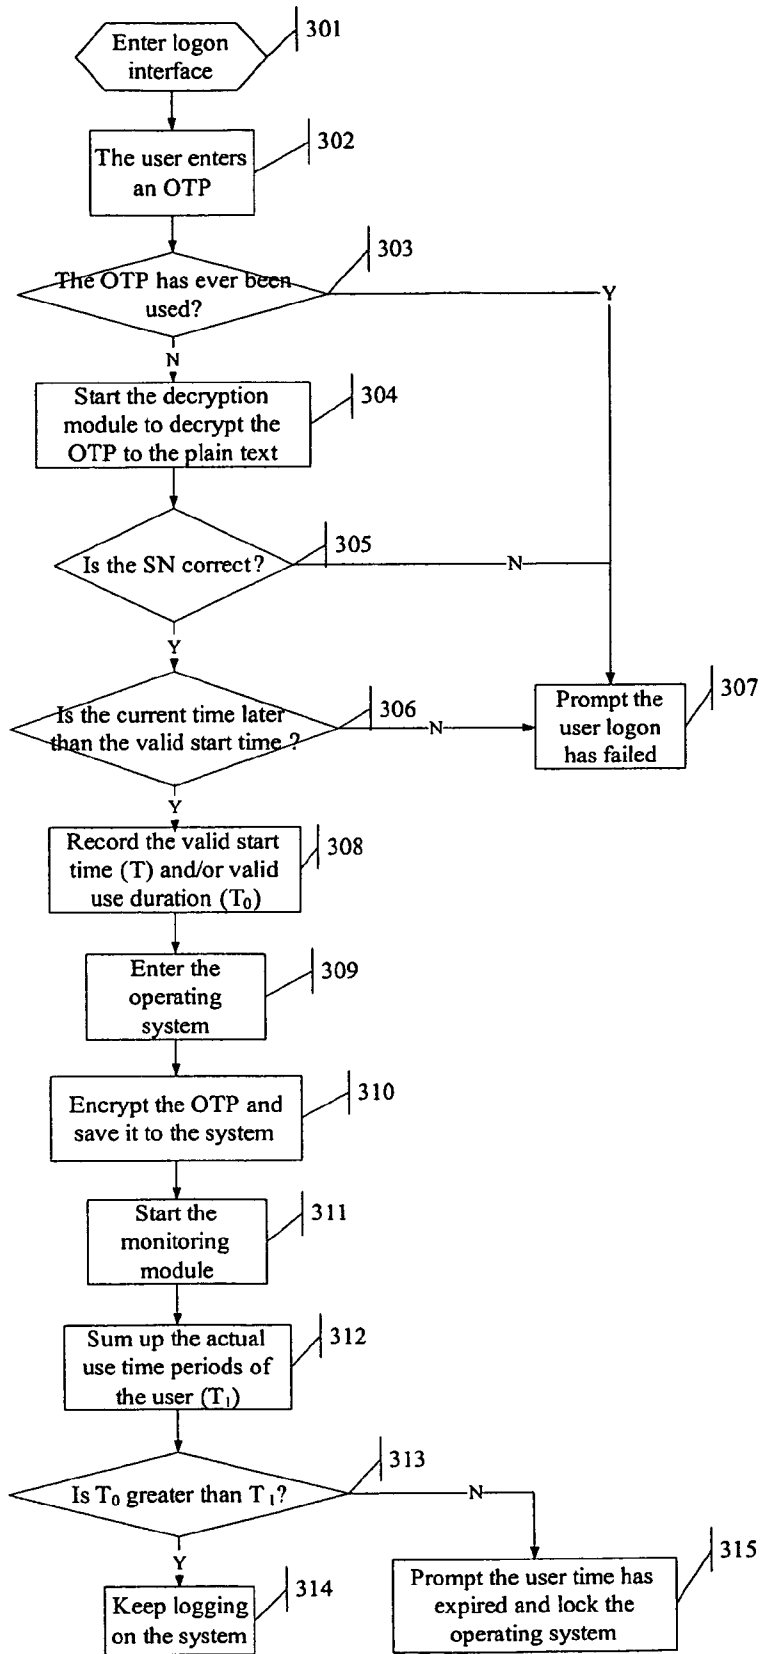 Enter logon
interface
301
The user enters
an OTP
302
The OTP has ever been
used?
303
Y
N
Start the decryption
module to decrypt the
OTP to the plain text
304
Is the SN correct?
305
N
Y
Is the current time later
than the valid start time ?
306
N
Prompt the
user logon
has failed
307
Y
Record the valid start
time (T) and/or valid
use duration (T₀)
308
Enter the
operating
system
309
Encrypt the OTP and
save it to the system
310
Start the
monitoring
module
311
Sum up the actual
use time periods of
the user (T₁)
312
Is T₀ greater than T₁?
313
N
Y
Keep logging
on the system
314
Prompt the user time has
expired and lock the
operating system
315